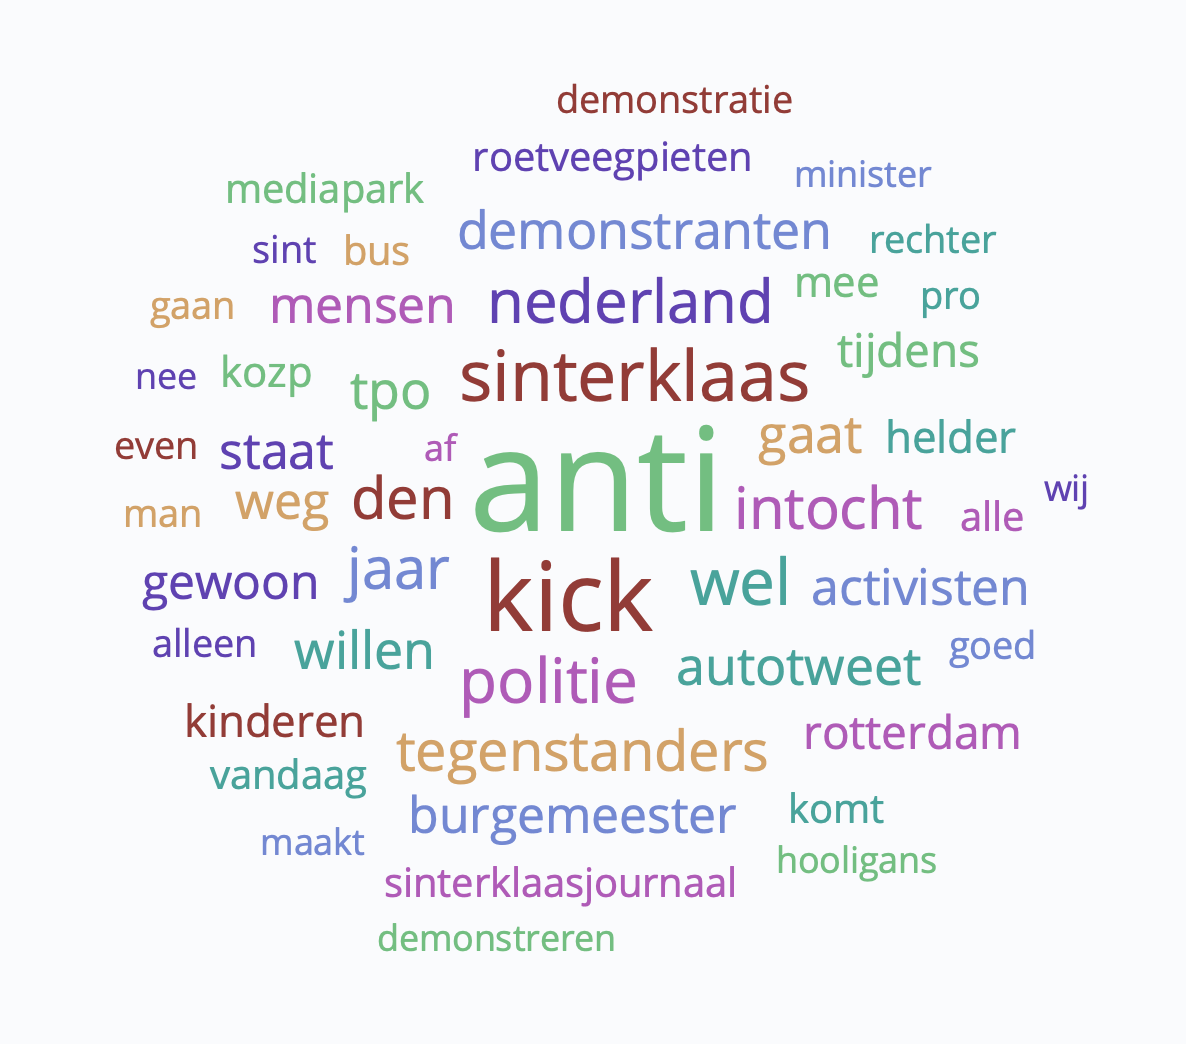 demonstratie
roetveegpieten
minister
mediapark
demonstranten
rechter
sint bus
mee
pro
gaan mensen nederland
tijdens
nee kozp tpo sinterklaas
even staat af gaat helder
man weg den anti intocht alle wij
gewoon jaar kick wel activisten
alleen willen politie autotweet goed
kinderen tegenstanders rotterdam
vandaag burgemeester komt
maakt hooligans
sinterklaasjournaal
demonstreren